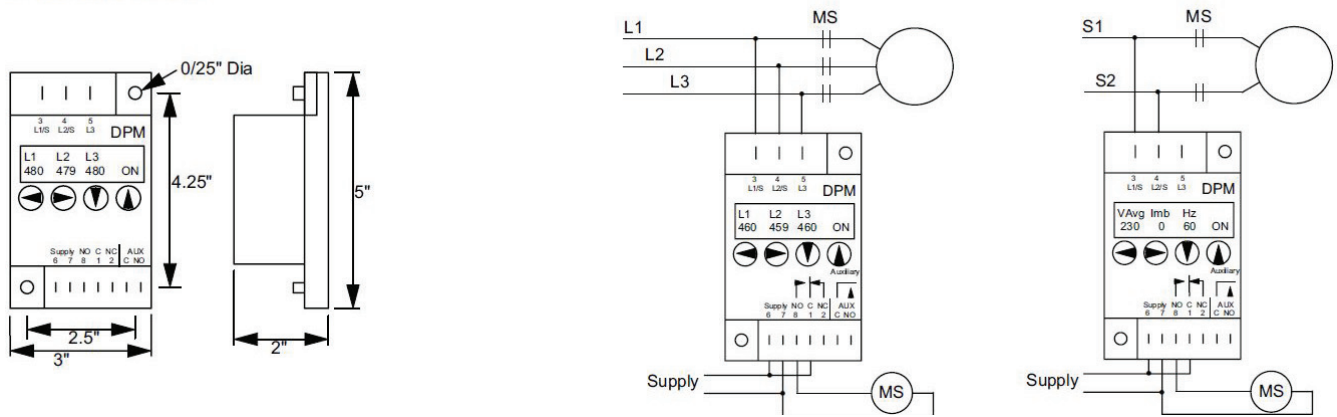 0/25" Dia
3 4 5
L1/S L2/S L3
DPM
L1 L2 L3
480 479 480 ON
Supply NO C NC AUX
6 7 8 1 2 C NO
4.25"
2.5"
3"
5"
2"
L1
L2
L3
MS
3 4 5
L1/S L2/S L3
DPM
L1 L2 L3
460 459 460 ON
Auxiliary
Supply NO C NC AUX
6 7 8 1 2 C NO
Supply
MS
S1
S2
MS
3 4 5
L1/S L2/S L3
DPM
VAvg Imb Hz
230 0 60 ON
Auxiliary
Supply NO C NC AUX
6 7 8 1 2 C NO
Supply
MS